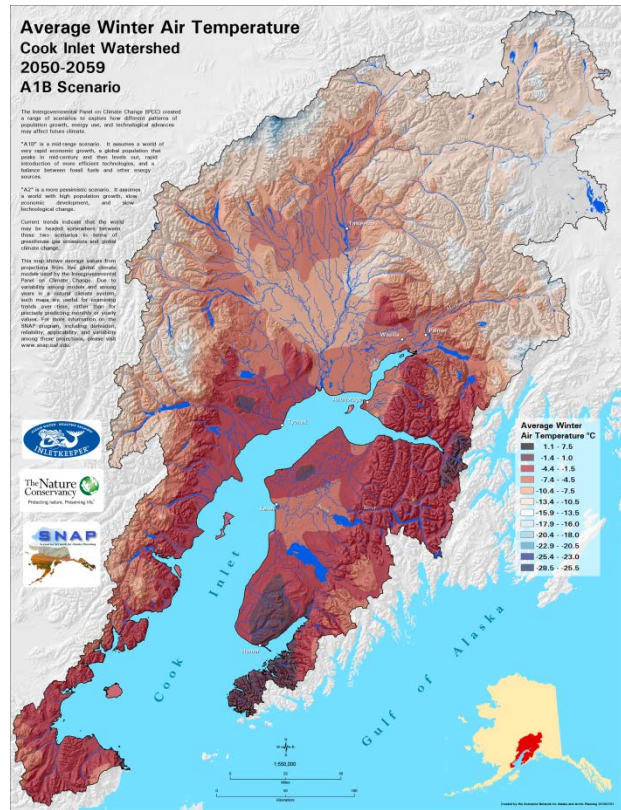 Average Winter Air Temperature
Cook Inlet Watershed
2050-2059
A1B Scenario
The Intergovernmental Panel on Climate Change (IPCC) created
a range of scenarios to explore how different patterns of
population growth, energy use, and technological advances
may affect future climate.
"A1B" is a mid-range scenario. It assumes a world of
very rapid economic growth, a global population that
peaks in mid-century and then levels out, rapid
introduction of more efficient technologies, and a
balance between fossil fuels and other energy
sources.
"A2" is a more pessimistic scenario. It assumes
a world with high population growth, slow
economic development, and slow
technological change.
Current trends indicate that the world
may be headed somewhere between
these two scenarios in terms of
greenhouse gas emissions and global
climate change.
This map shows average values from
projections from five global climate
models used by the Intergovernmental
Panel on Climate Change. Due to
variability among models and among
years in a natural climate system,
such maps are useful for examining
trends over time, rather than for
precisely predicting monthly or yearly
values. For more information on the
SNAP program, including derivation,
reliability, applicability, and variability
among these projections, please visit
www.snap.uaf.edu.
Talkeetna
Wasilla
Palmer
Anchorage
Tyonek
Kenai
Homer
Cook Inlet
Gulf of Alaska
INLETKEEPER
The Nature
Conservancy
Protecting nature. Preserving life.
SNAP
Average Winter
Air Temperature °C
1.1 - 7.5
-1.4 - 1.0
-4.4 - -1.5
-7.4 - -4.5
-10.4 - -7.5
-13.4 - -10.5
-15.9 - -13.5
-17.9 - -16.0
-20.4 - -18.0
-22.9 - -20.5
-25.4 - -23.0
-28.5 - -25.5
1:550,000
Miles
Kilometers